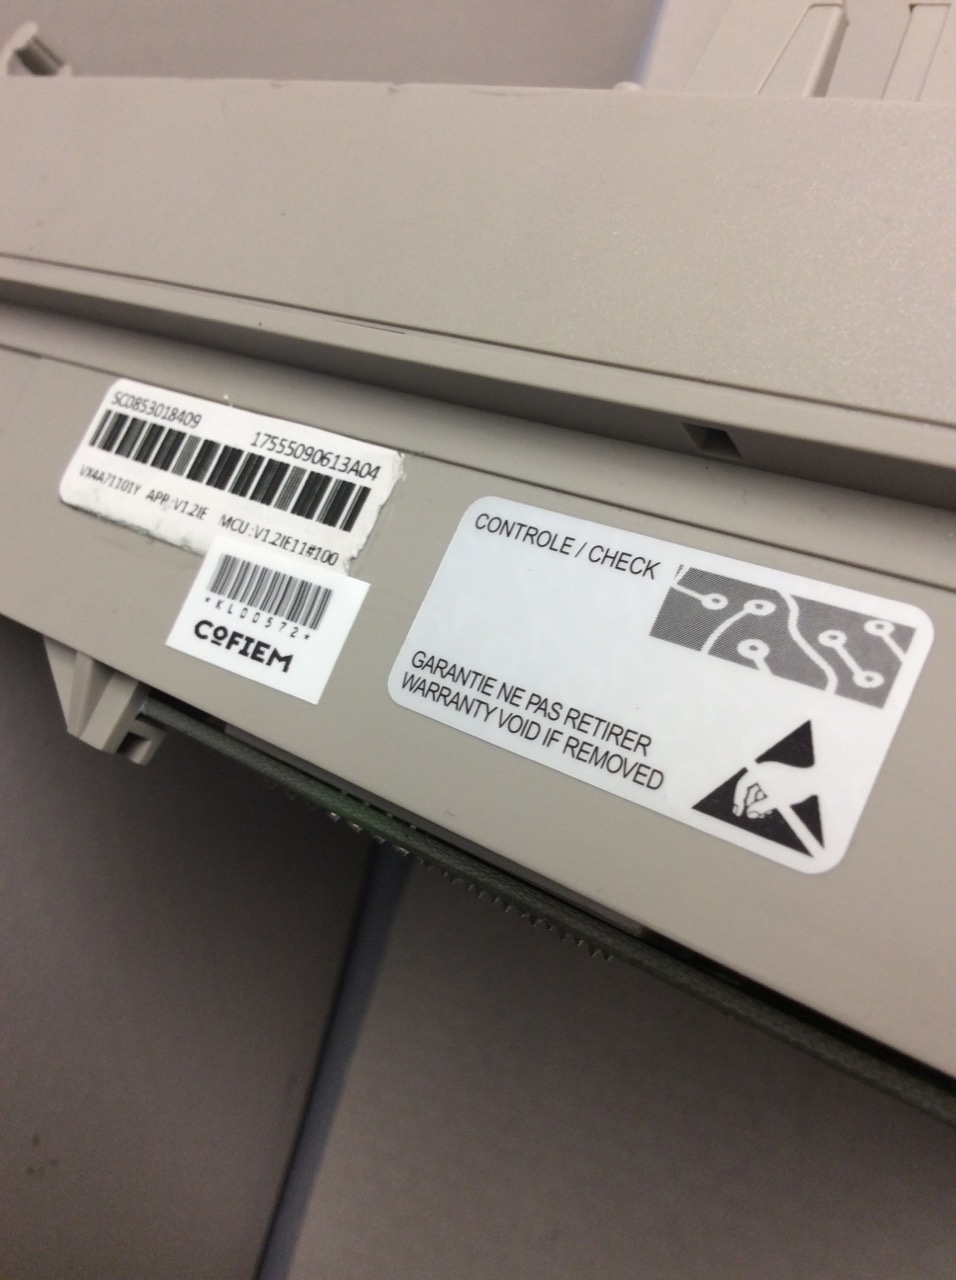 SC0853018409 17555090613A04
VX4A71101Y APP:V1.2IE MCU:V1.2IE11#100
*KL00572*
COFIEM
CONTROLE / CHECK
GARANTIE NE PAS RETIRER
WARRANTY VOID IF REMOVED